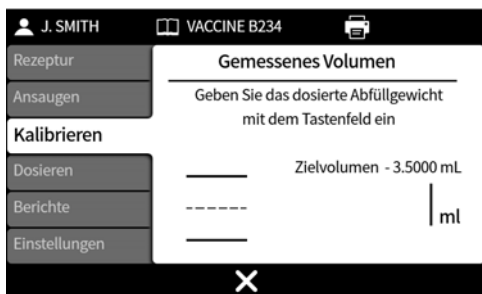 J. SMITH VACCINE B234
Rezeptur
Ansaugen
Kalibrieren
Dosieren
Berichte
Einstellungen
Gemessenes Volumen
Geben Sie das dosierte Abfüllgewicht
mit dem Tastenfeld ein
Zielvolumen - 3.5000 mL
ml